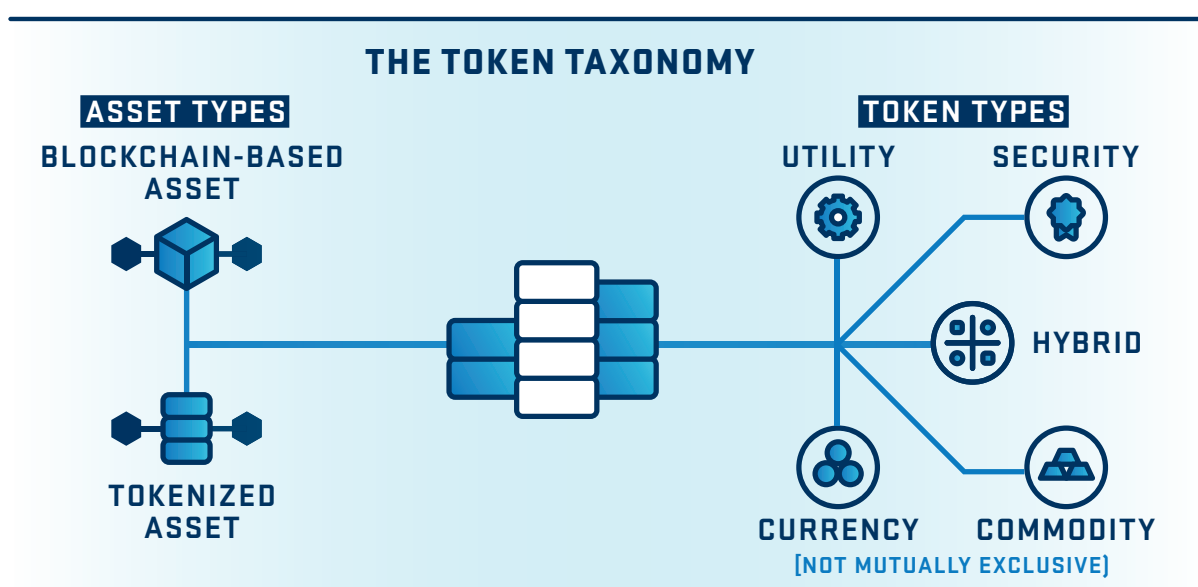 THE TOKEN TAXONOMY
ASSET TYPES
BLOCKCHAIN-BASED
ASSET
TOKENIZED
ASSET
TOKEN TYPES
UTILITY
SECURITY
HYBRID
CURRENCY
COMMODITY
[NOT MUTUALLY EXCLUSIVE)